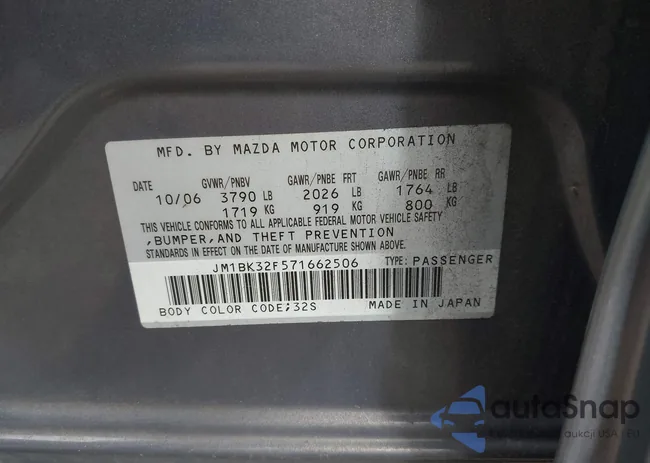 MFD. BY MAZDA MOTOR CORPORATION
DATE GVWR/PNBV GAWR/PNBE FRT GAWR/PNBE RR
10/06 3790 LB 2026 LB 1764 LB
1719 KG 919 KG 800 KG
THIS VEHICLE CONFORMS TO ALL APPLICABLE FEDERAL MOTOR VEHICLE SAFETY
,BUMPER,AND THEFT PREVENTION
STANDARDS IN EFFECT ON THE DATE OF MANUFACTURE SHOWN ABOVE.
JM1BK32F571662506 TYPE: PASSENGER
BODY COLOR CODE;32S MADE IN JAPAN
autoSnap
aukcji USA